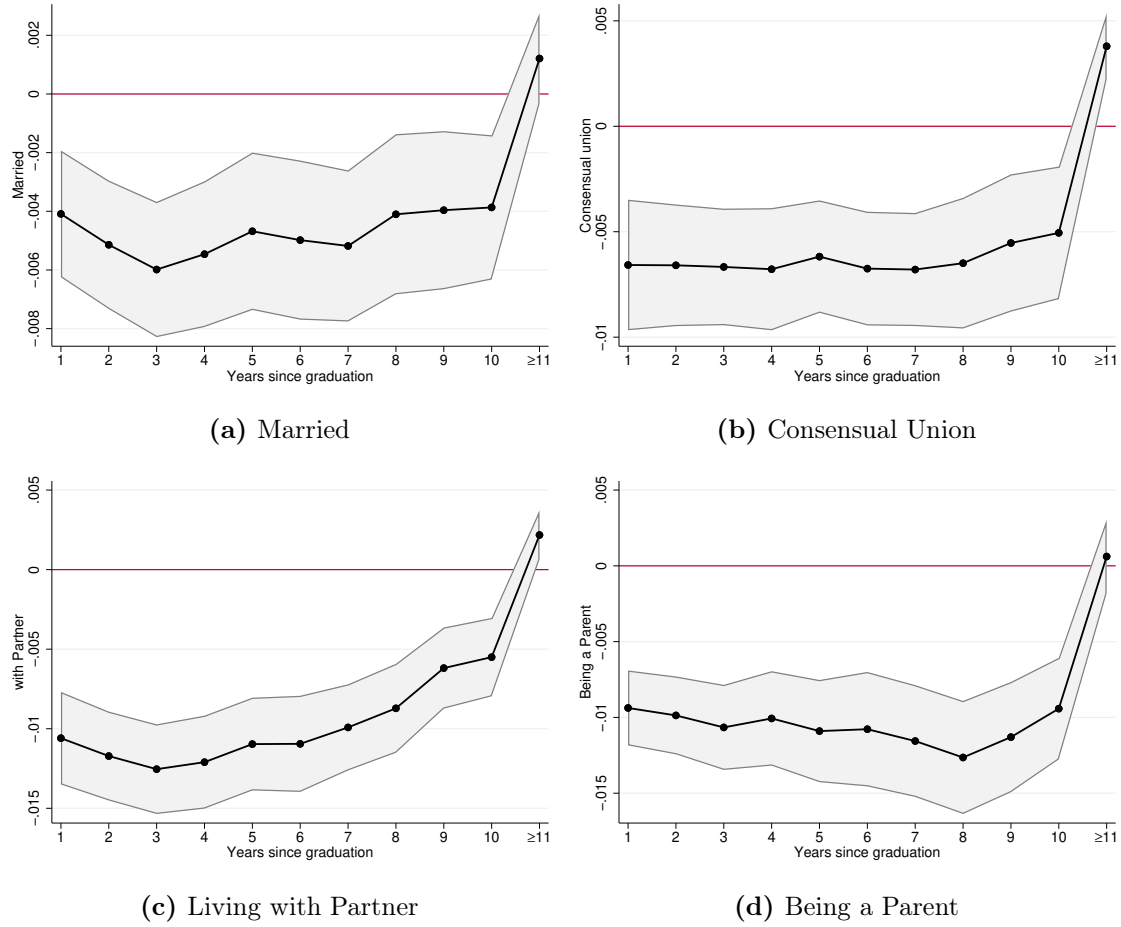 .002
0
−.002
−.004
−.006
−.008
Married
1 2 3 4 5 6 7 8 9 10 ≥11
Years since graduation
(a) Married
.005
0
−.005
−.01
Consensual union
1 2 3 4 5 6 7 8 9 10 ≥11
Years since graduation
(b) Consensual Union
.005
0
−.005
−.01
−.015
with Partner
1 2 3 4 5 6 7 8 9 10 ≥11
Years since graduation
(c) Living with Partner
.005
0
−.005
−.01
−.015
Being a Parent
1 2 3 4 5 6 7 8 9 10 ≥11
Years since graduation
(d) Being a Parent